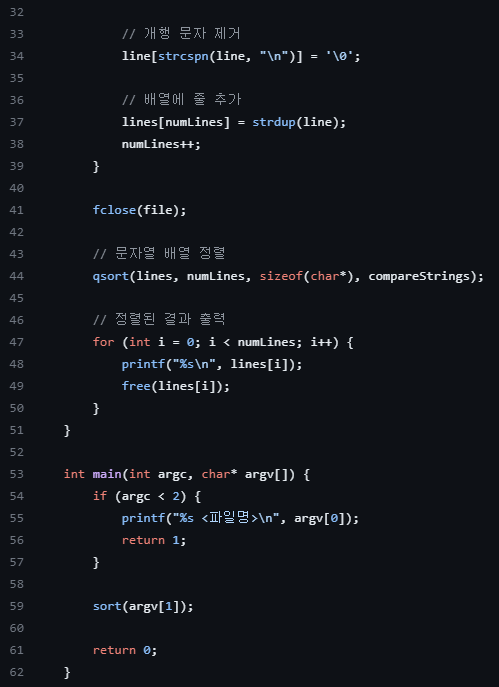 32
33 // 개행 문자 제거
34 line[strcspn(line, "\n")] = '\0';
35
36 // 배열에 줄 추가
37 lines[numLines] = strdup(line);
38 numLines++;
39 }
40
41 fclose(file);
42
43 // 문자열 배열 정렬
44 qsort(lines, numLines, sizeof(char*), compareStrings);
45
46 // 정렬된 결과 출력
47 for (int i = 0; i < numLines; i++) {
48 printf("%s\n", lines[i]);
49 free(lines[i]);
50 }
51 }
52
53 int main(int argc, char* argv[]) {
54 if (argc < 2) {
55 printf("%s <파일명>\n", argv[0]);
56 return 1;
57 }
58
59 sort(argv[1]);
60
61 return 0;
62 }